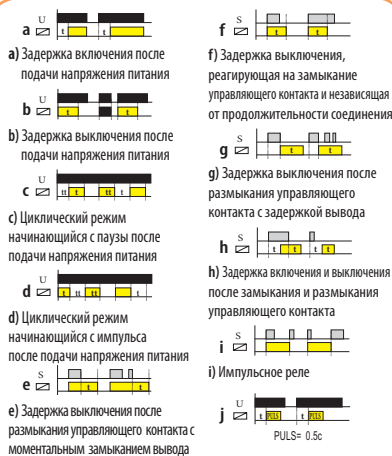 U
a t t
а) Задержка включения после
подачи напряжения питания
U
b t t
b) Задержка выключения после
подачи напряжения питания
U
c tt t tt t
c) Циклический режим
начинающийся с паузы после
подачи напряжения питания
U
d t tt tt t
d) Циклический режим
начинающийся с импульса
после подачи напряжения питания
S
e t t
e) Задержка выключения после
размыкания управляющего контакта с
моментальным замыканием вывода
S
f t t
f) Задержка выключения,
реагирующая на замыкание
управляющего контакта и независящая
от продолжительности соединения
S
g t t
g) Задержка выключения после
размыкания управляющего
контакта с задержкой вывода
S
h t t t t
h) Задержка включения и выключения
после замыкания и размыкания
управляющего контакта
S
i
i) Импульсное реле
U
j t PULS t PULS
PULS= 0.5c